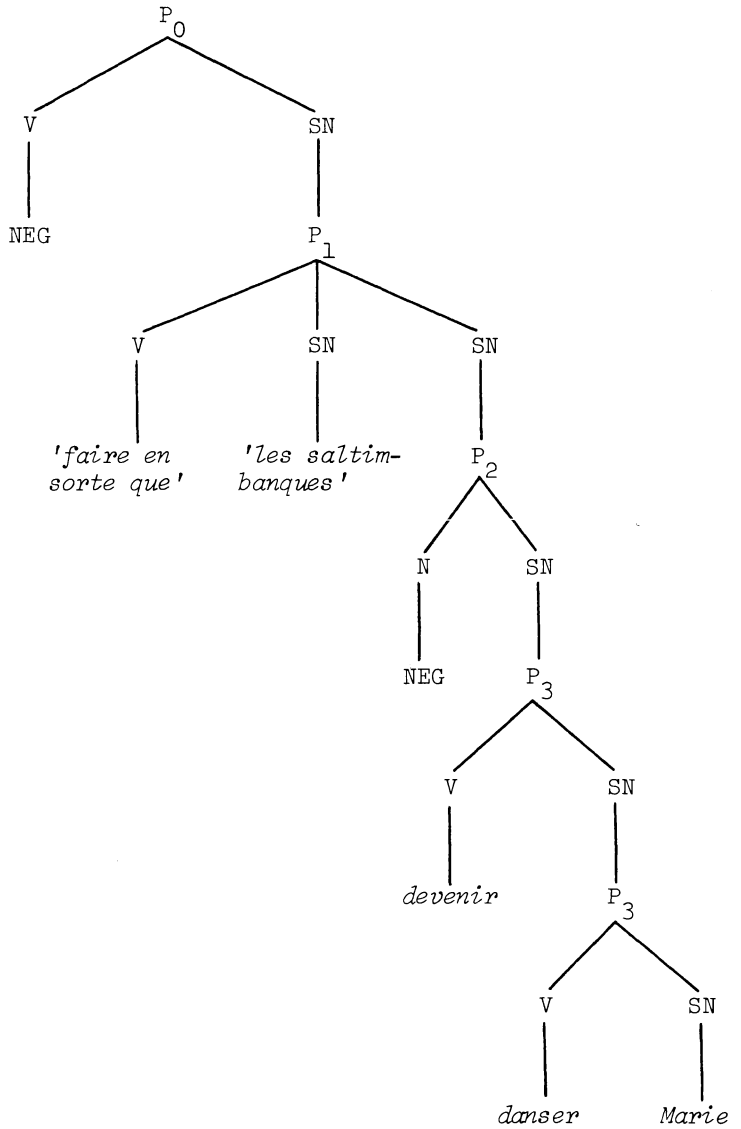 P0
V SN
NEG P1
V SN SN
'faire en 'les saltim- P2
sorte que' banques'
N SN
NEG P3
V SN
devenir P3
V SN
danser Marie